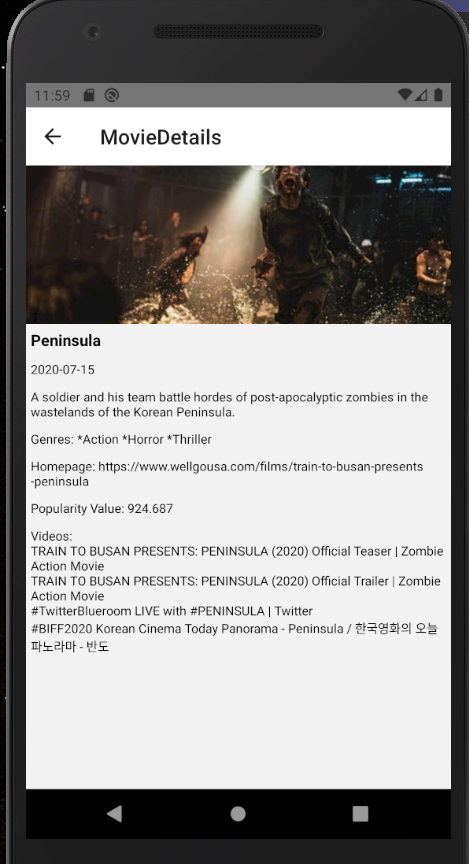 11:59
MovieDetails
Peninsula
2020-07-15
A soldier and his team battle hordes of post-apocalyptic zombies in the
wastelands of the Korean Peninsula.
Genres: *Action *Horror *Thriller
Homepage: https://www.wellgousa.com/films/train-to-busan-presents
-peninsula
Popularity Value: 924.687
Videos:
TRAIN TO BUSAN PRESENTS: PENINSULA (2020) Official Teaser | Zombie
Action Movie
TRAIN TO BUSAN PRESENTS: PENINSULA (2020) Official Trailer | Zombie
Action Movie
#TwitterBlueroom LIVE with #PENINSULA | Twitter
#BIFF2020 Korean Cinema Today Panorama - Peninsula / 한국영화의 오늘
파노라마 - 반도